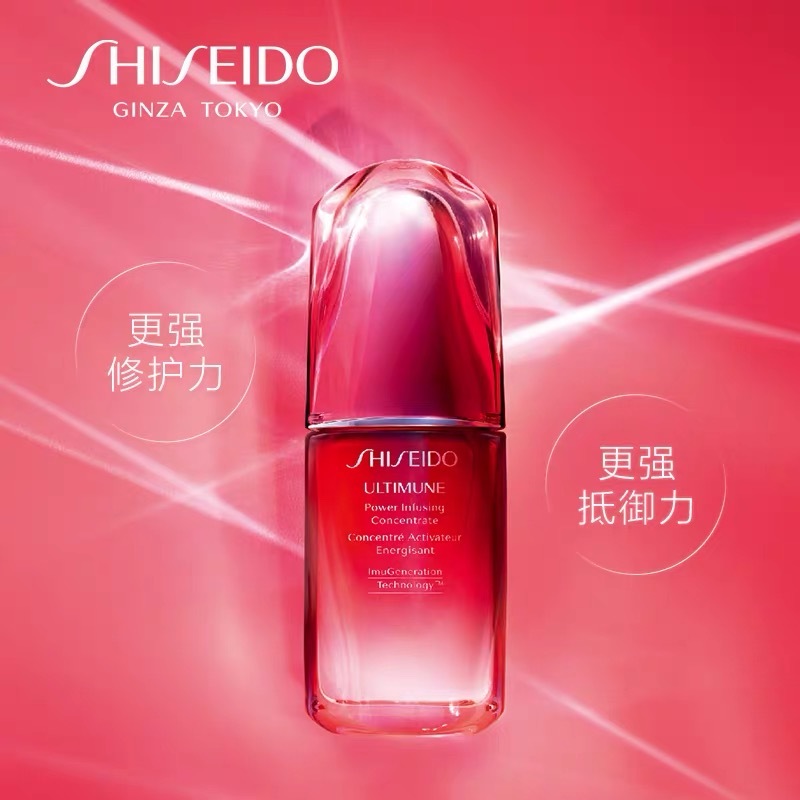 SHISEIDO
GINZA TOKYO
更强
修护力
更强
抵御力
SHISEIDO
ULTIMUNE
Power Infusing
Concentrate
Concentré Activateur
Energisant
ImuGeneration
Technology™